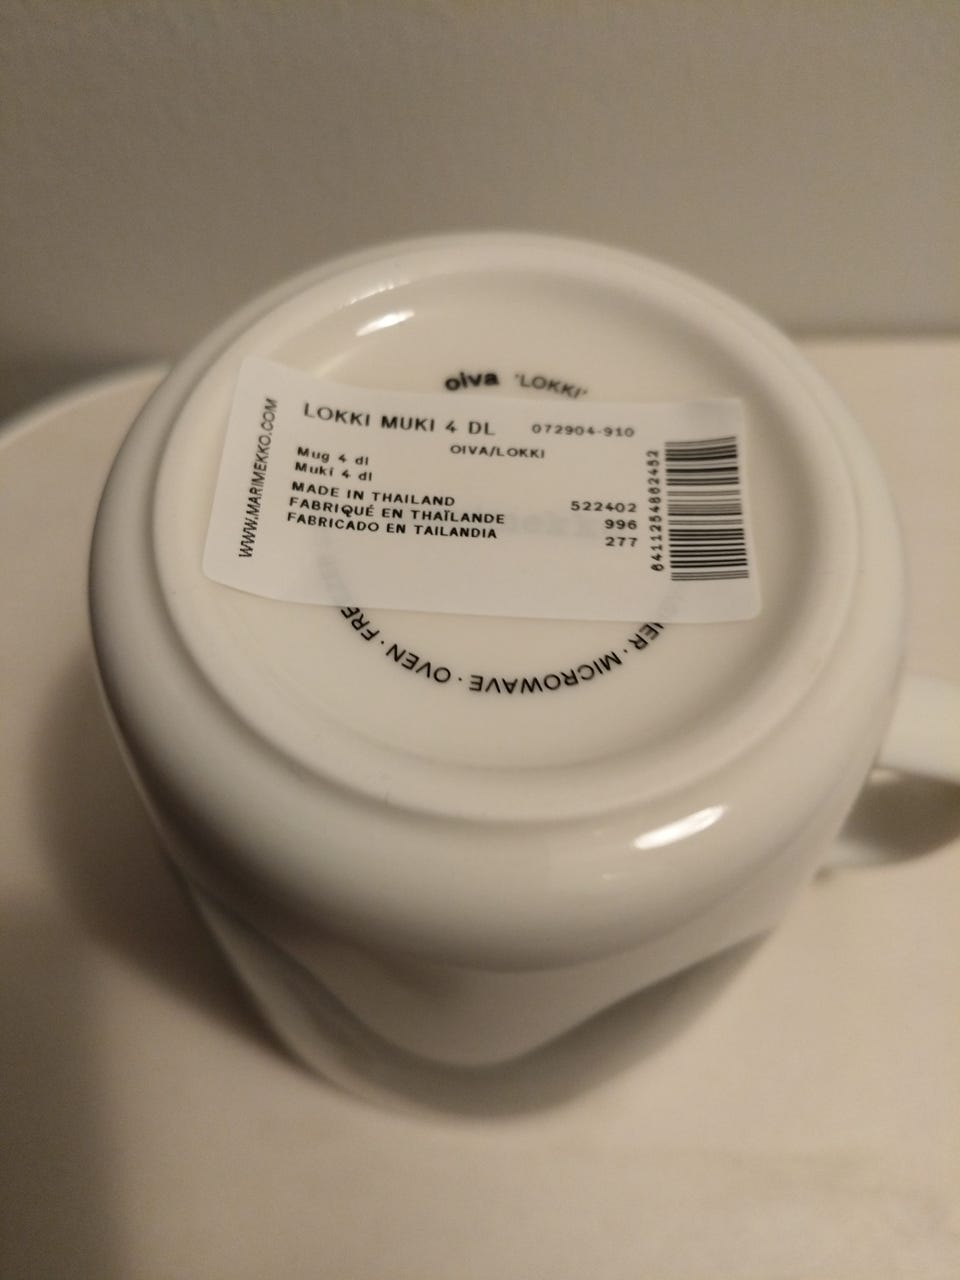 oiva 'LOKKI'
WWW.MARIMEKKO.COM
LOKKI MUKI 4 DL 072904-910
OIVA/LOKKI
Mug 4 dl
Muki 4 dl
MADE IN THAILAND 522402
FABRIQUÉ EN THAÏLANDE 996
FABRICADO EN TAILANDIA 277
6411254862452
· MICROWAVE · OVEN ·